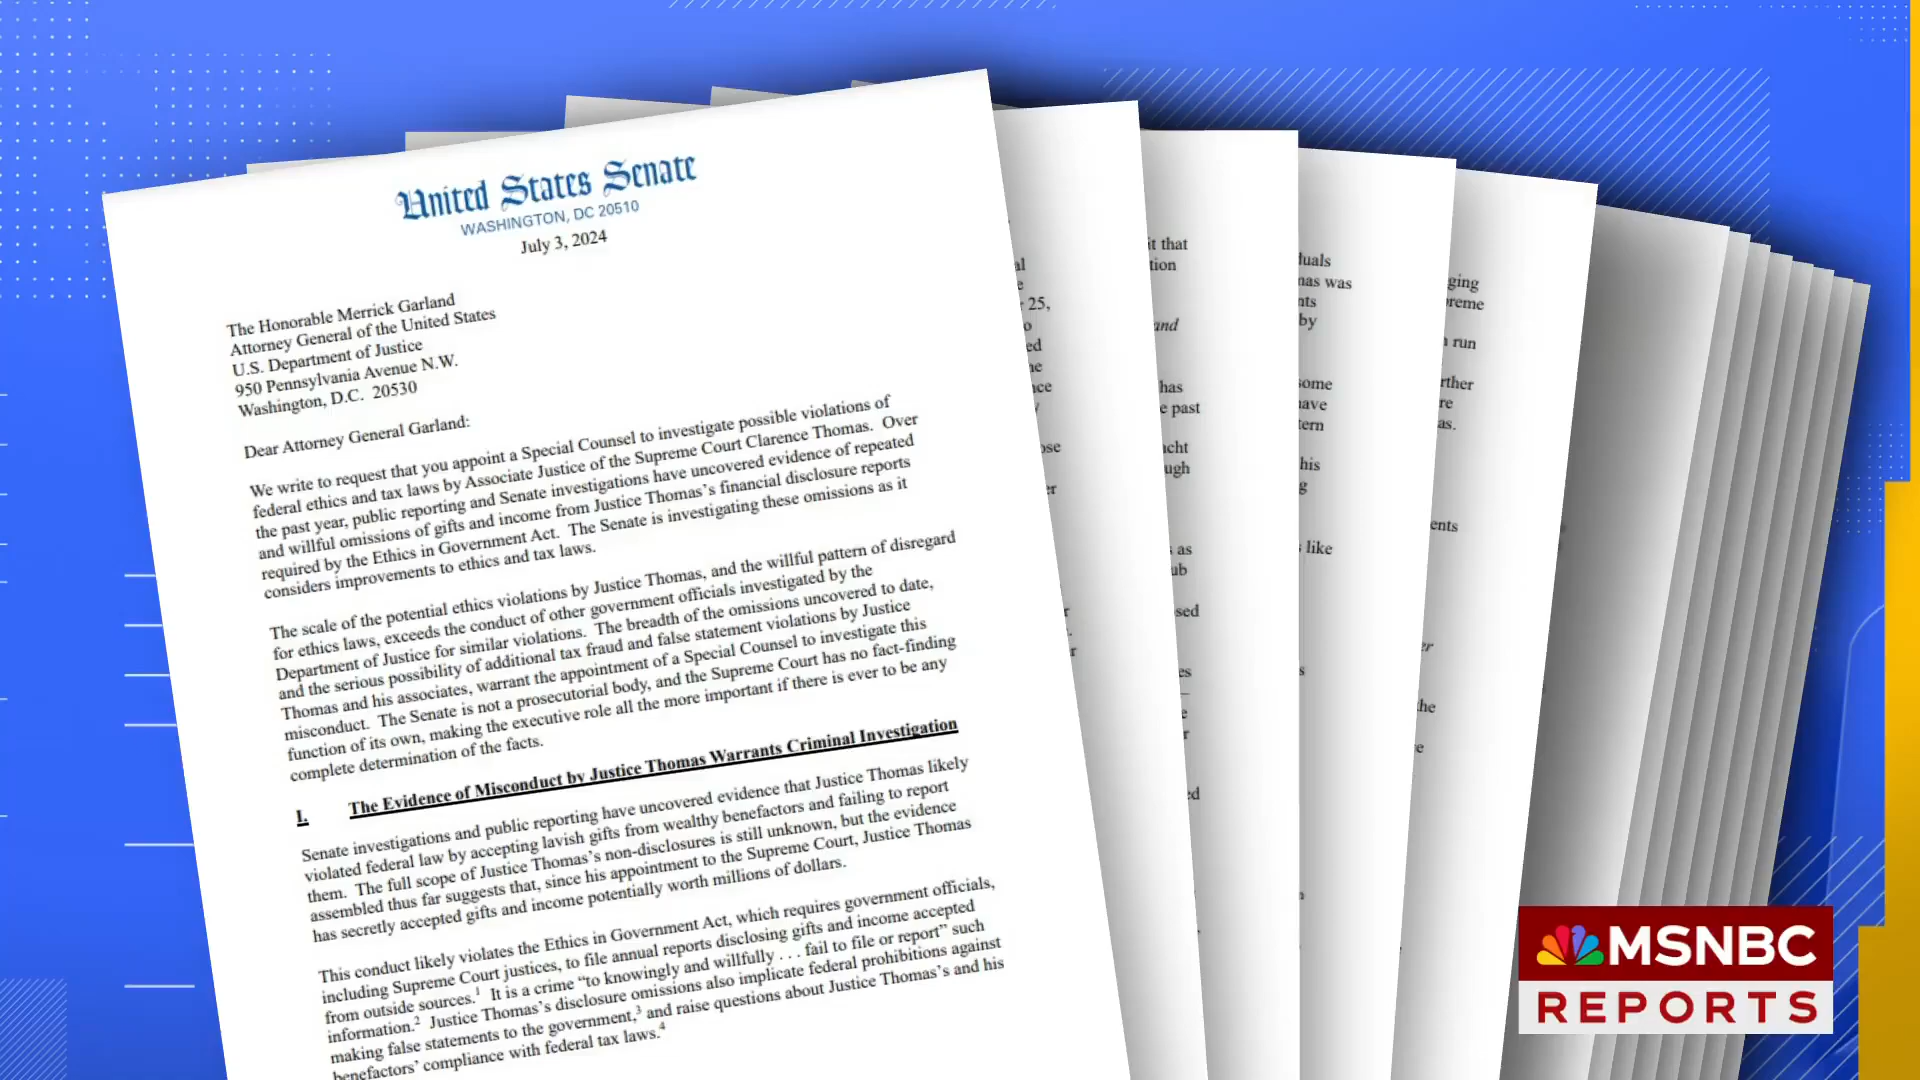 United States Senate
WASHINGTON, DC 20510
July 3, 2024
The Honorable Merrick Garland
Attorney General of the United States
U.S. Department of Justice
950 Pennsylvania Avenue N.W.
Washington, D.C. 20530
Dear Attorney General Garland:
We write to request that you appoint a Special Counsel to investigate possible violations of
federal ethics and tax laws by Associate Justice of the Supreme Court Clarence Thomas. Over
the past year, public reporting and Senate investigations have uncovered evidence of repeated
and willful omissions of gifts and income from Justice Thomas’s financial disclosure reports
required by the Ethics in Government Act. The Senate is investigating these omissions as it
considers improvements to ethics and tax laws.
The scale of the potential ethics violations by Justice Thomas, and the willful pattern of disregard
for ethics laws, exceeds the conduct of other government officials investigated by the
Department of Justice for similar violations. The breadth of the omissions uncovered to date,
and the serious possibility of additional tax fraud and false statement violations by Justice
Thomas and his associates, warrant the appointment of a Special Counsel to investigate this
misconduct. The Senate is not a prosecutorial body, and the Supreme Court has no fact-finding
function of its own, making the executive role all the more important if there is ever to be any
complete determination of the facts.
I. The Evidence of Misconduct by Justice Thomas Warrants Criminal Investigation
Senate investigations and public reporting have uncovered evidence that Justice Thomas likely
violated federal law by accepting lavish gifts from wealthy benefactors and failing to report
them. The full scope of Justice Thomas’s non-disclosures is still unknown, but the evidence
assembled thus far suggests that, since his appointment to the Supreme Court, Justice Thomas
has secretly accepted gifts and income potentially worth millions of dollars.
This conduct likely violates the Ethics in Government Act, which requires government officials,
including Supreme Court justices, to file annual reports disclosing gifts and income accepted
from outside sources.1 It is a crime “to knowingly and willfully . . . fail to file or report” such
information.2 Justice Thomas’s disclosure omissions also implicate federal prohibitions against
making false statements to the government,3 and raise questions about Justice Thomas’s and his
benefactors’ compliance with federal tax laws.4
25,
it that
tion
and
has
past
as
was
by
run
some
his
like
the
MSNBC
REPORTS